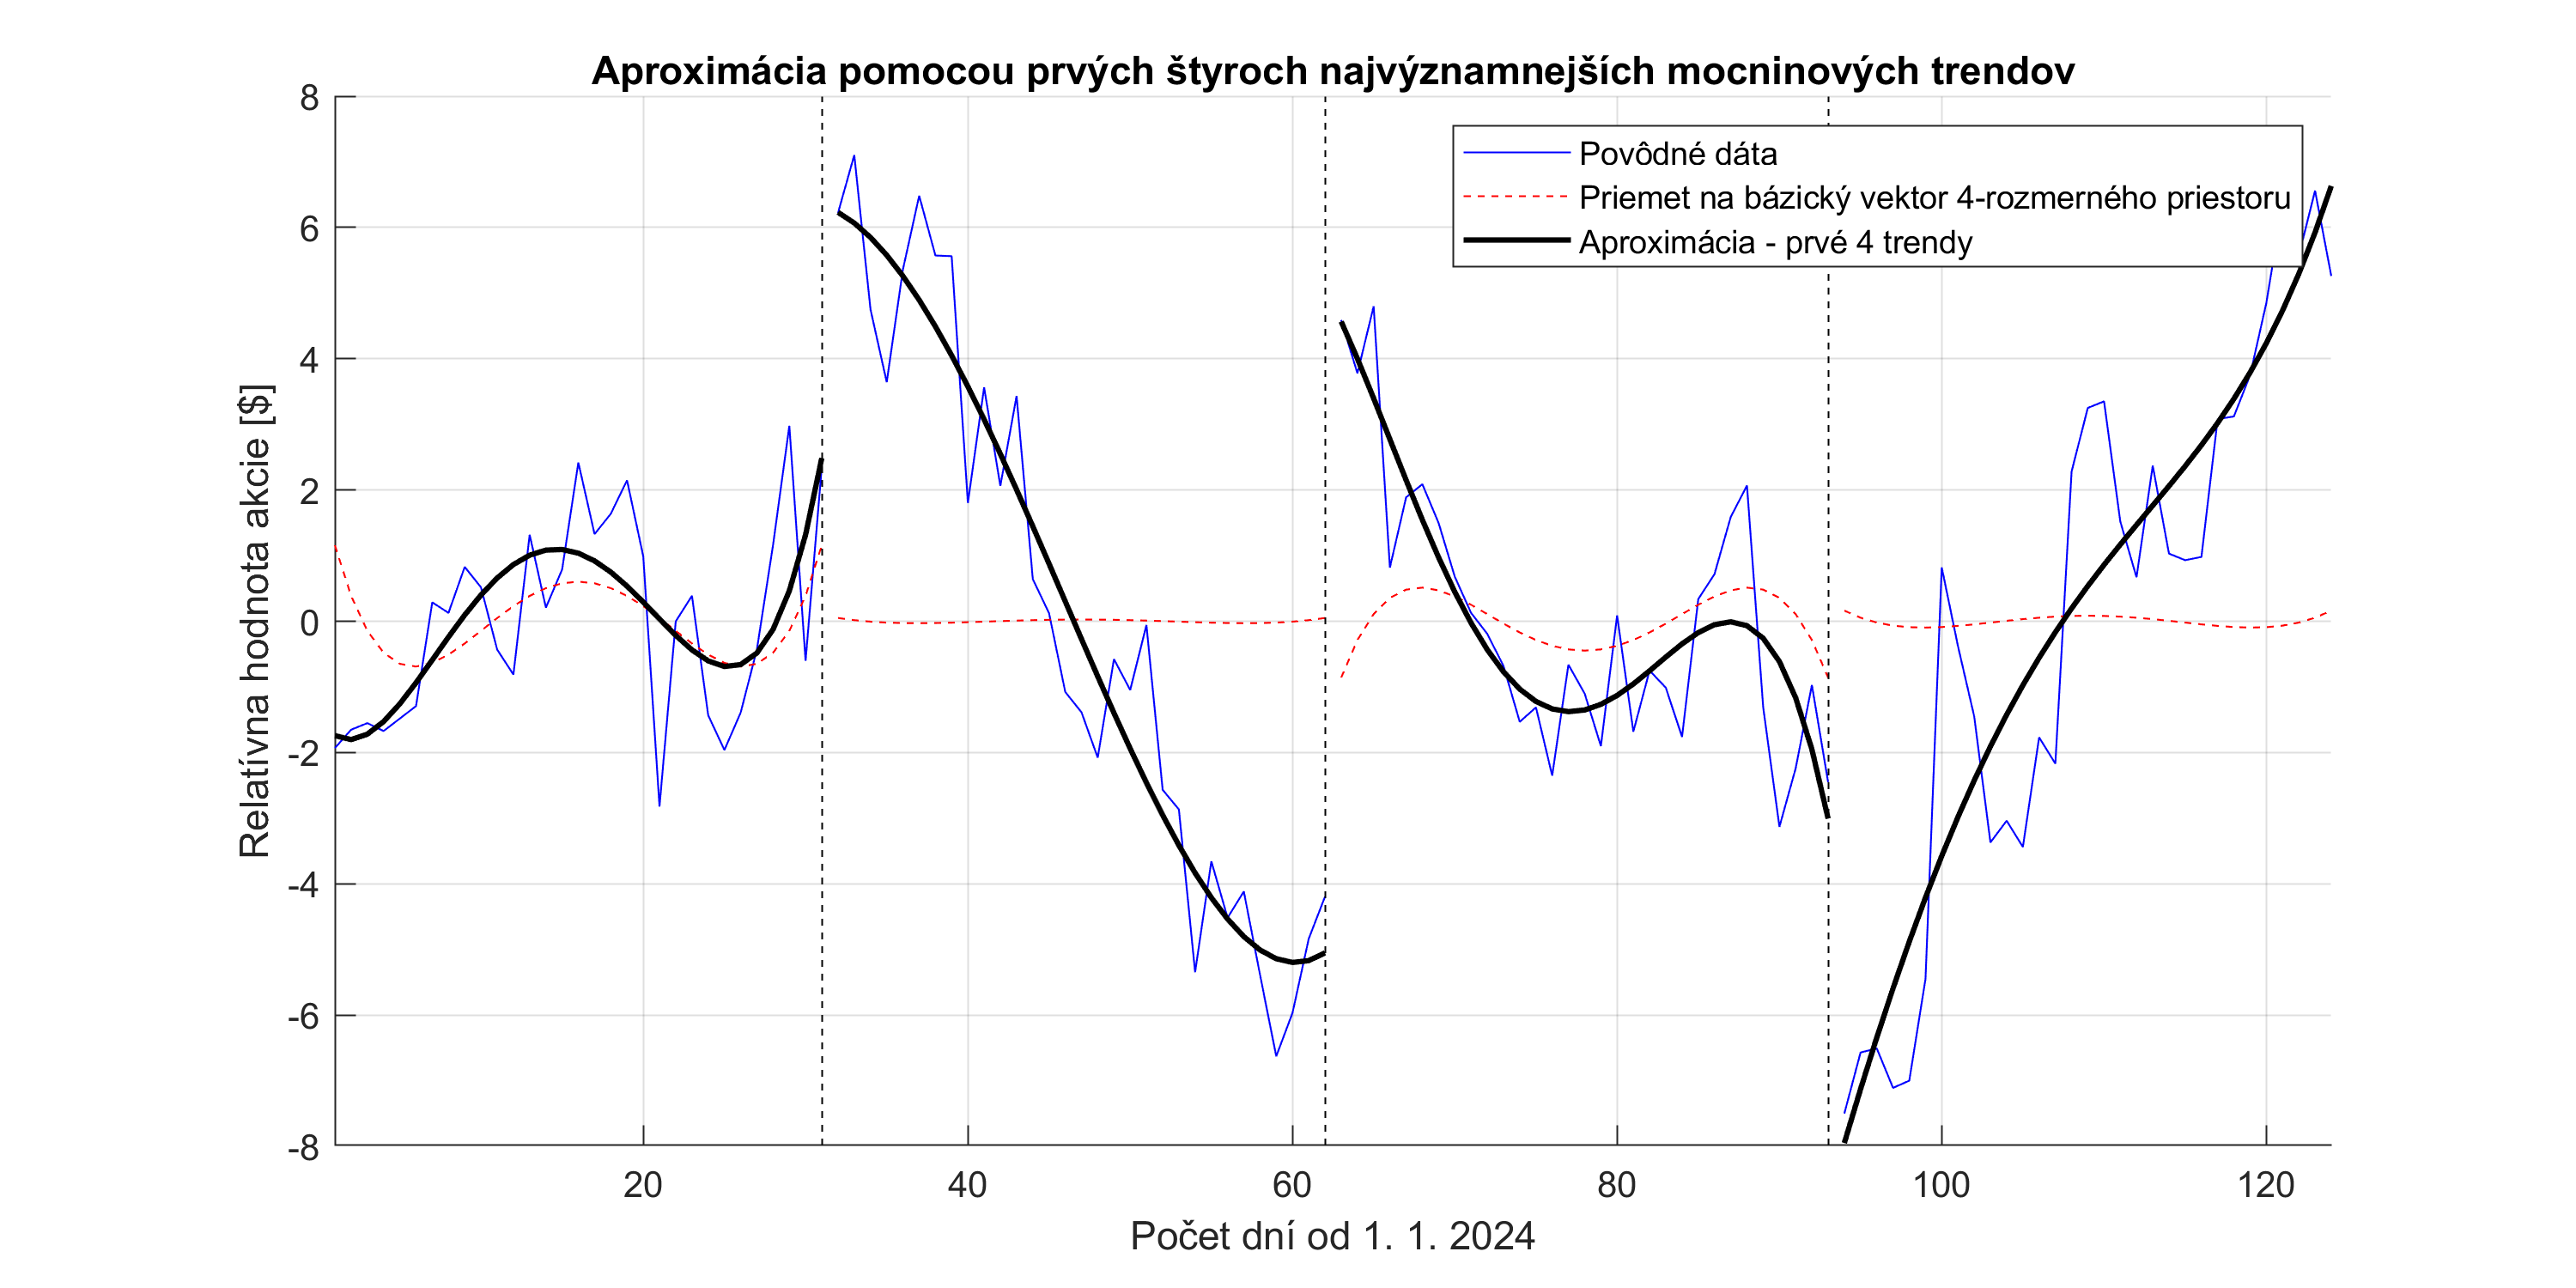 Aproximácia pomocou prvých štyroch najvýznamnejších mocninových trendov
Povôdné dáta
Priemet na bázický vektor 4-rozmerného priestoru
Aproximácia - prvé 4 trendy
Relatívna hodnota akcie [$]
8
6
4
2
0
-2
-4
-6
-8
20
40
60
80
100
120
Počet dní od 1. 1. 2024